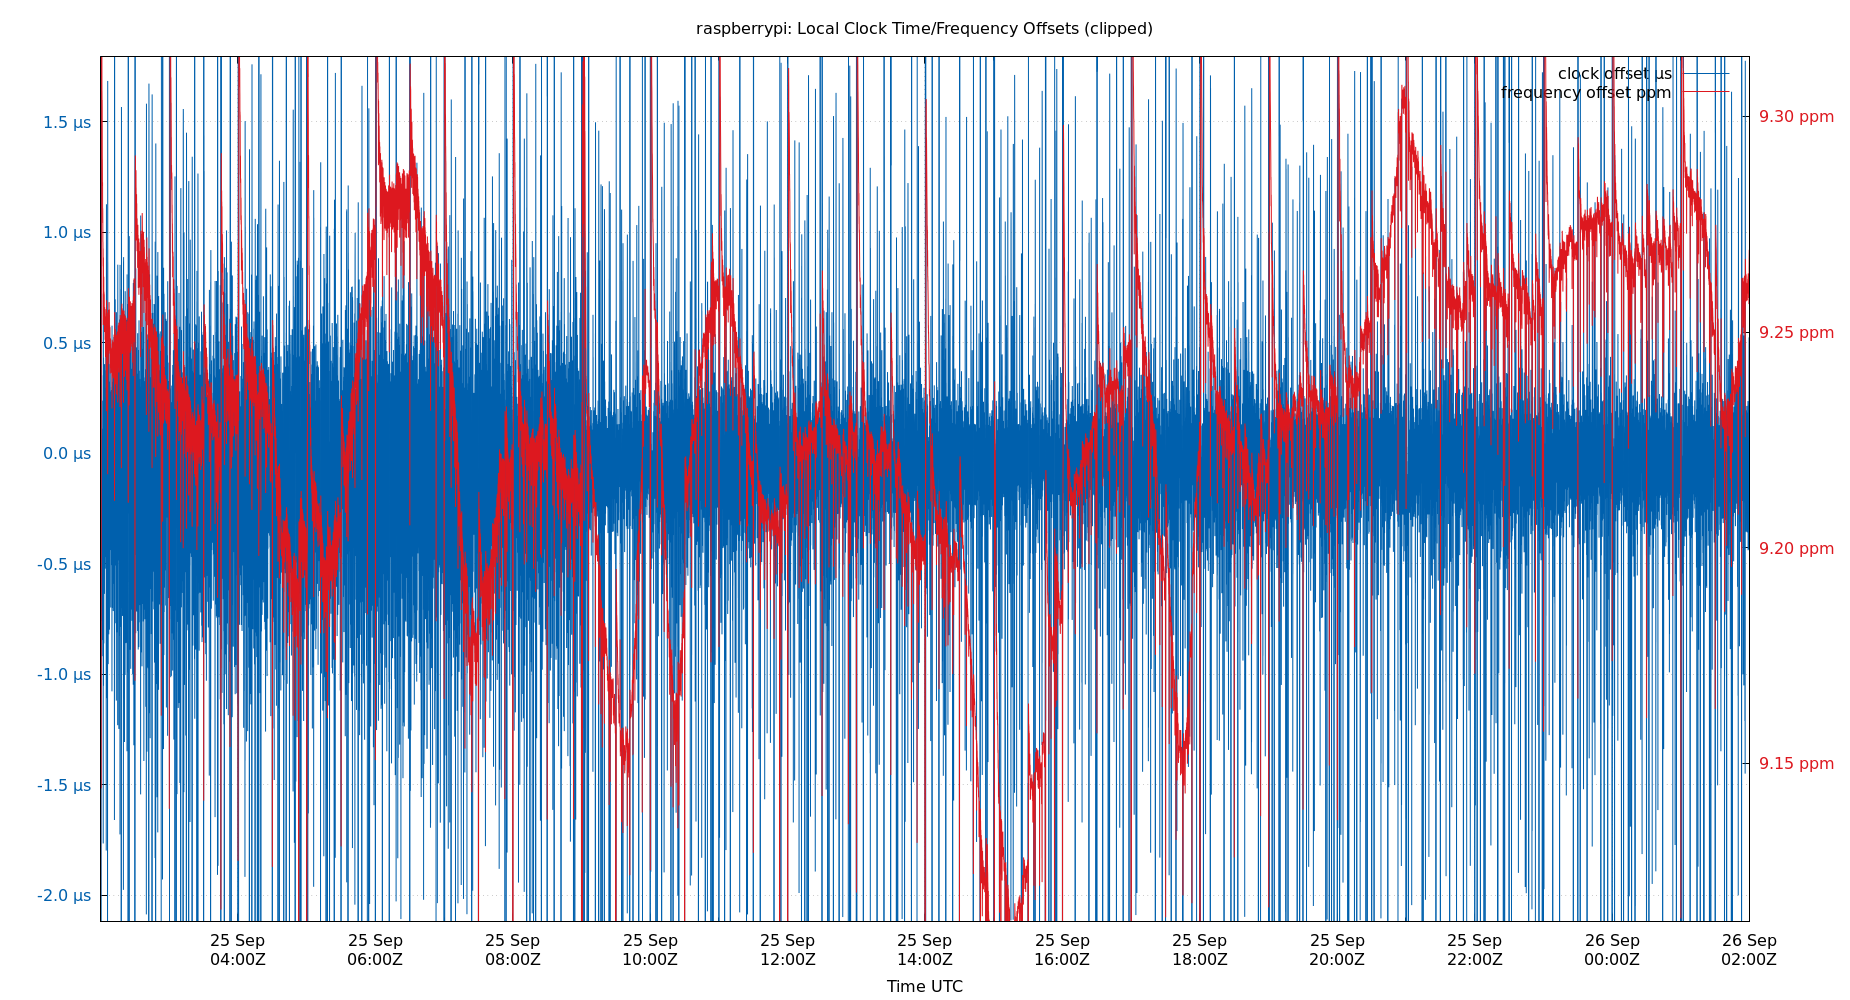 raspberrypi: Local Clock Time/Frequency Offsets (clipped)
clock offset µs
frequency offset ppm
1.5 µs
1.0 µs
0.5 µs
0.0 µs
-0.5 µs
-1.0 µs
-1.5 µs
-2.0 µs
9.30 ppm
9.25 ppm
9.20 ppm
9.15 ppm
25 Sep 25 Sep 25 Sep 25 Sep 25 Sep 25 Sep 25 Sep 25 Sep 25 Sep 25 Sep 26 Sep 26 Sep
04:00Z 06:00Z 08:00Z 10:00Z 12:00Z 14:00Z 16:00Z 18:00Z 20:00Z 22:00Z 00:00Z 02:00Z
Time UTC